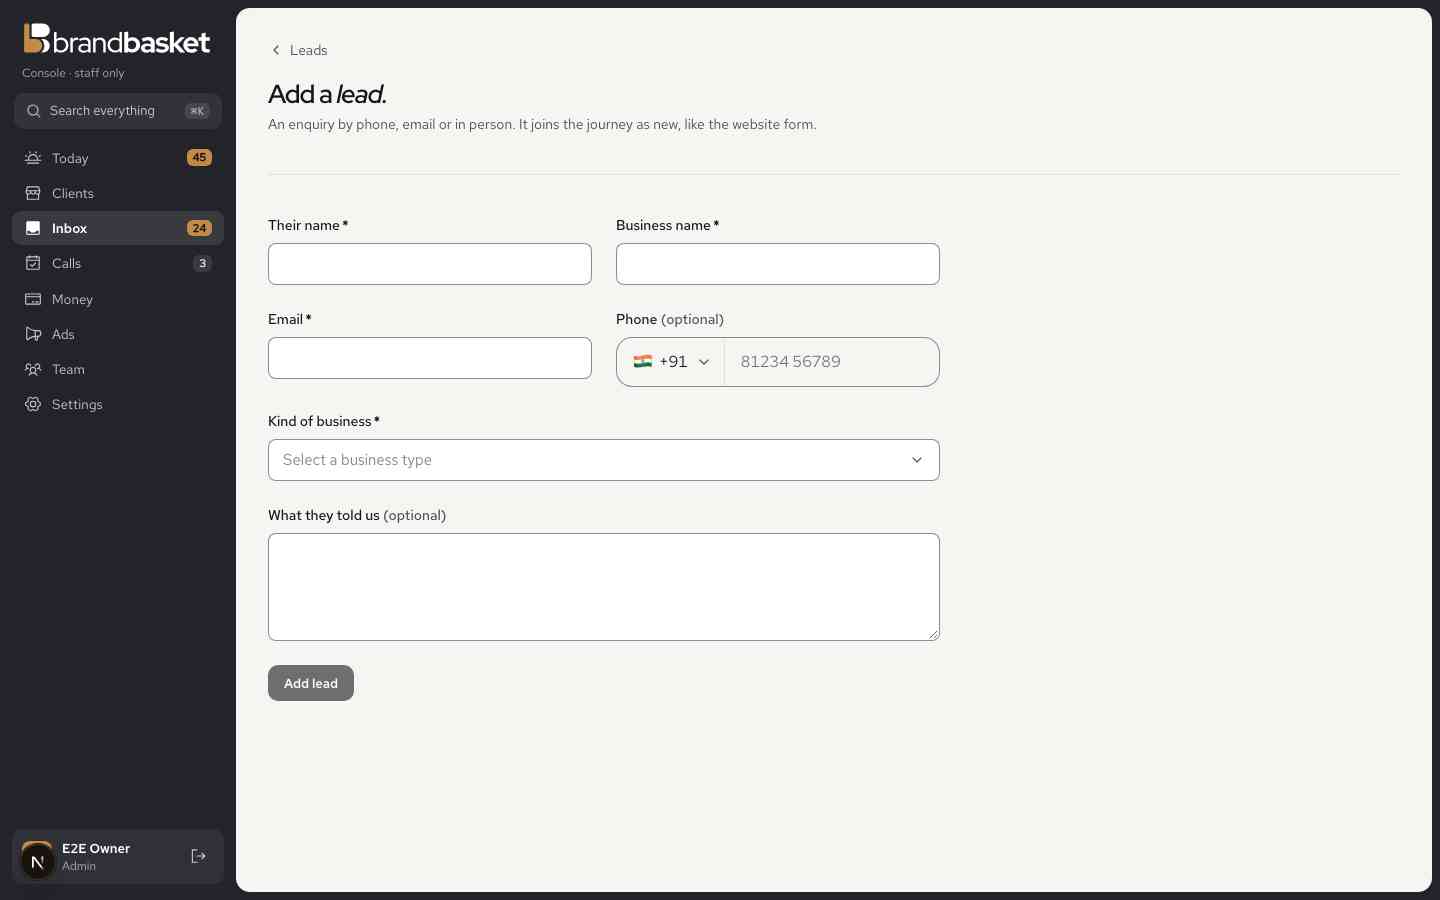 brandbasket
Console · staff only
Search everything ⌘K
Today 45
Clients
Inbox 24
Calls 3
Money
Ads
Team
Settings
N E2E Owner
Admin
Leads
Add a lead.
An enquiry by phone, email or in person. It joins the journey as new, like the website form.
Their name *
Business name *
Email *
Phone (optional)
+91 81234 56789
Kind of business *
Select a business type
What they told us (optional)
Add lead